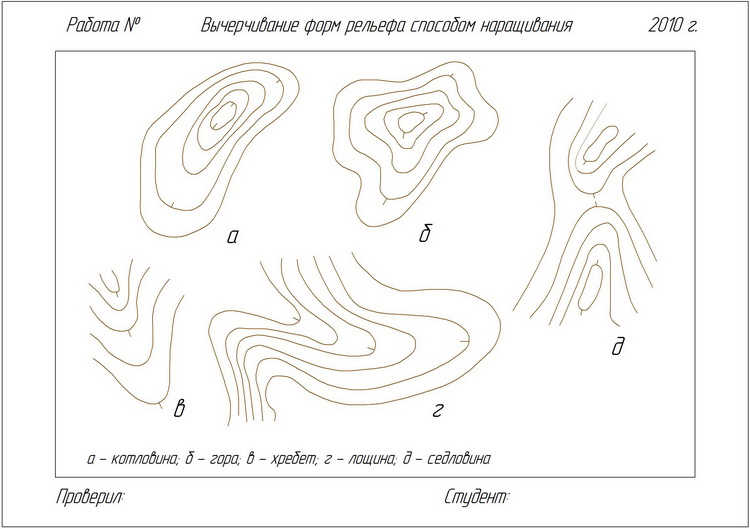 Работа № Вычерчивание форм рельефа способом наращивания 2010 г.
а
б
в
г
д
а – котловина; б – гора; в – хребет; г – лощина; д – седловина
Проверил: Студент: